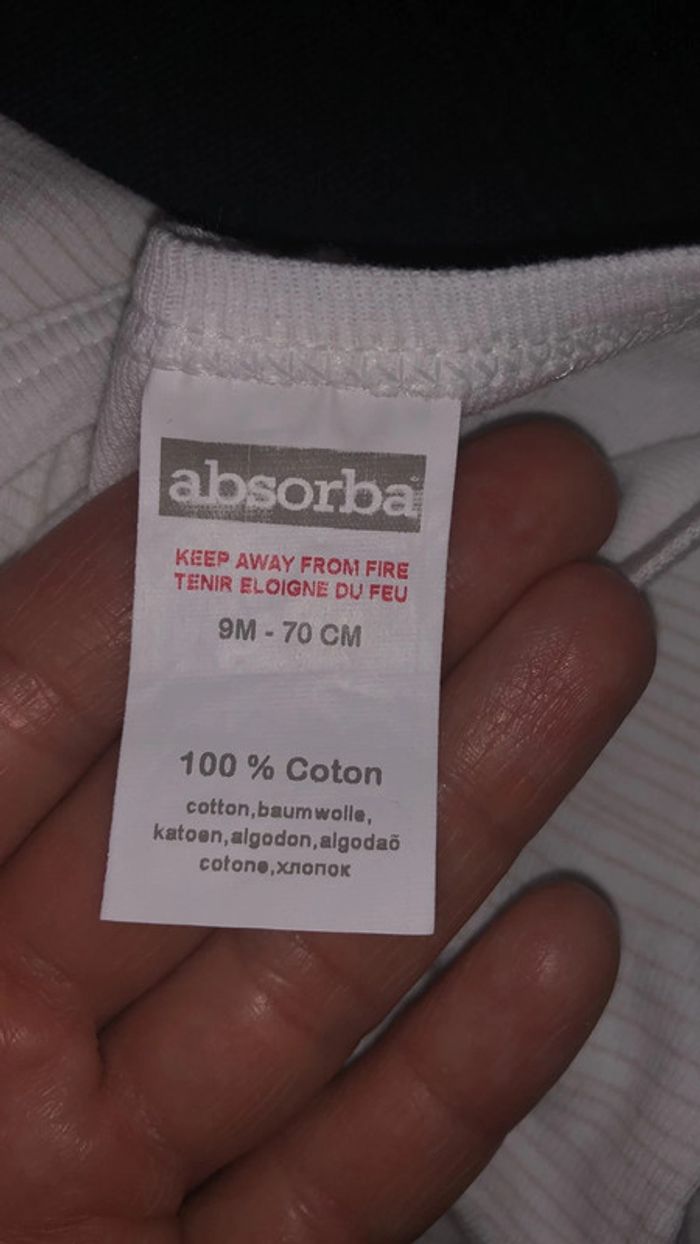 absorba
KEEP AWAY FROM FIRE
TENIR ELOIGNE DU FEU
9M - 70 CM
100 % Coton
cotton,baumwolle,
katoen,algodon,algodaõ
cotone,хлопок